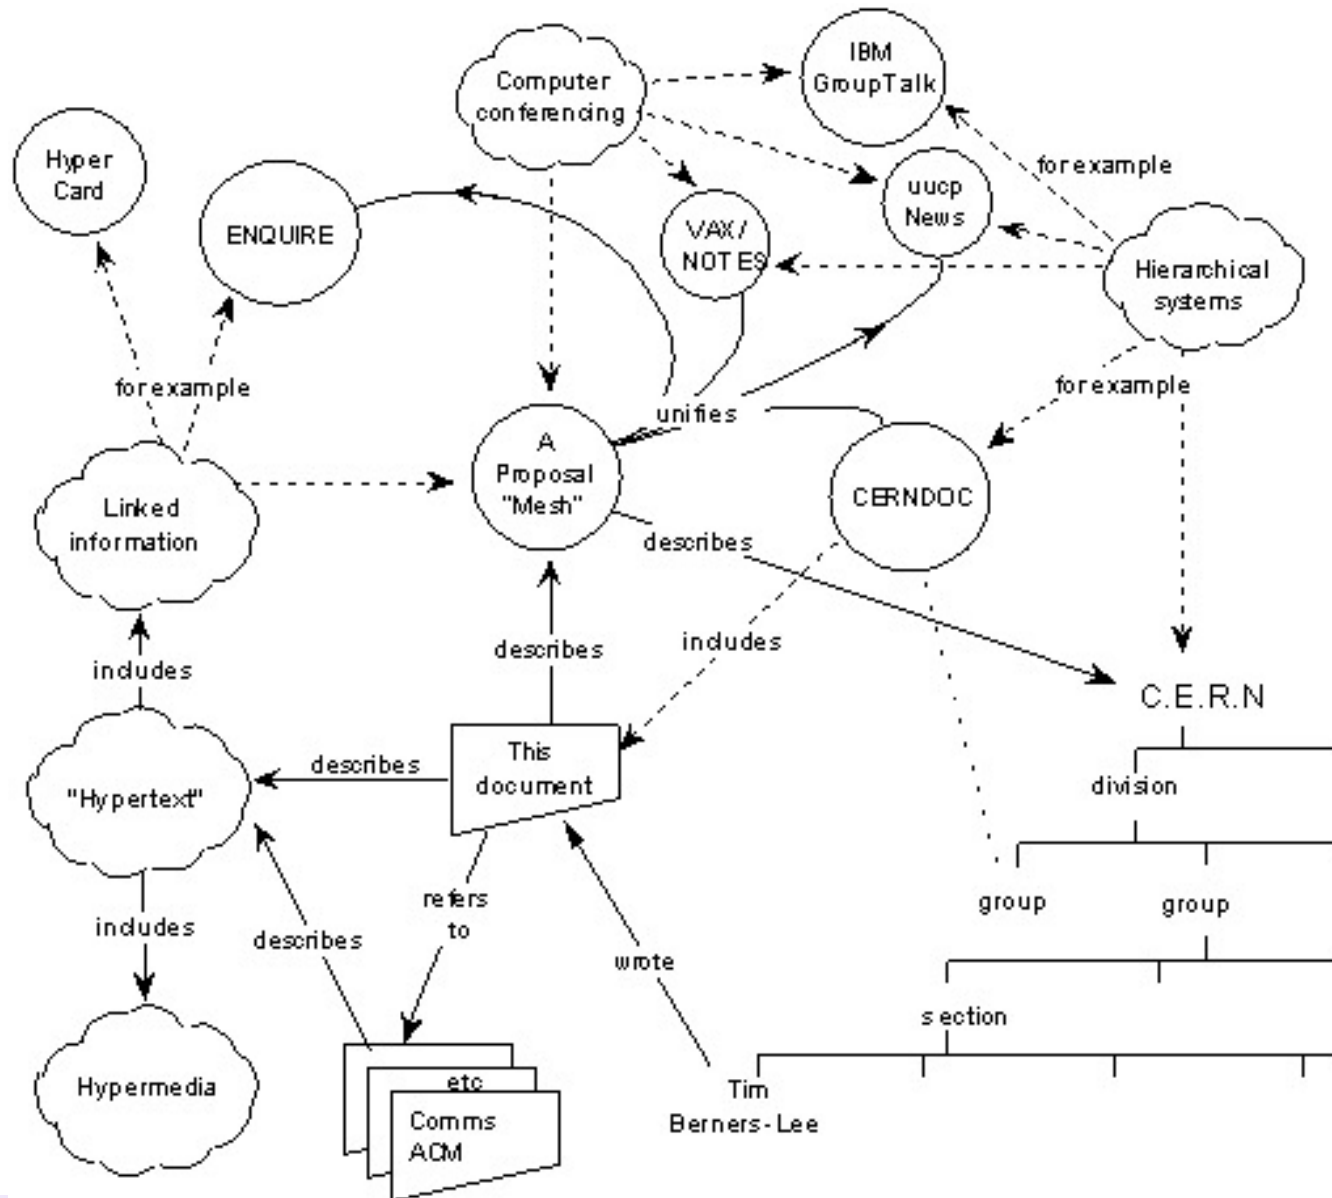 IBM
GroupTalk
Computer
conferencing
Hyper
Card
for example
uucp
News
ENQUIRE
VAX/
NOTES
Hierarchical
systems
for example
for example
unifies
A
Proposal
"Mesh"
CERNDOC
Linked
information
describes
includes
describes
includes
C.E.R.N
This
document
describes
"Hypertext"
division
refers
to
group
group
includes
describes
wrote
section
Hypermedia
etc
Comms
ACM
Tim
Berners-Lee